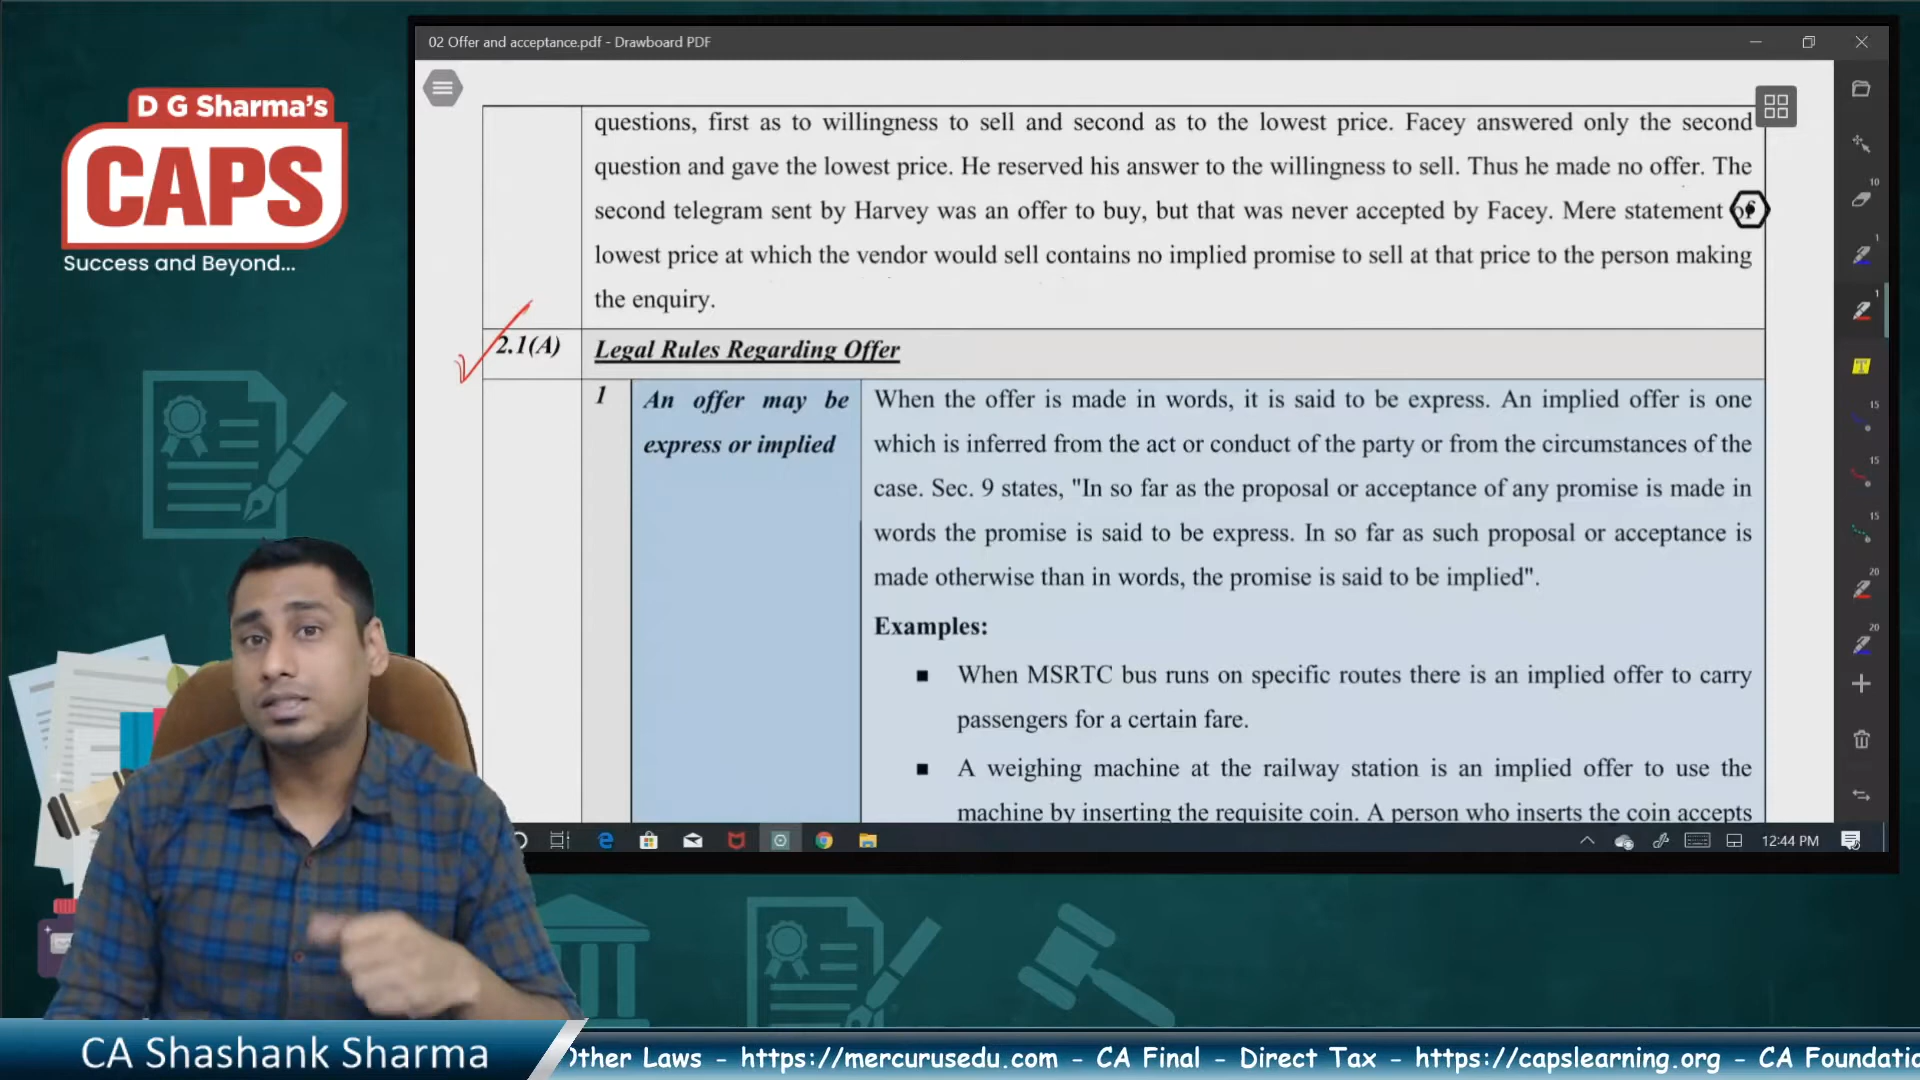 02 Offer and acceptance.pdf - Drawboard PDF
D G Sharma's
CAPS
Success and Beyond...
questions, first as to willingness to sell and second as to the lowest price. Facey answered only the second
question and gave the lowest price. He reserved his answer to the willingness to sell. Thus he made no offer. The
second telegram sent by Harvey was an offer to buy, but that was never accepted by Facey. Mere statement of
lowest price at which the vendor would sell contains no implied promise to sell at that price to the person making
the enquiry.
2.1(A) Legal Rules Regarding Offer
1
An offer may be
express or implied
When the offer is made in words, it is said to be express. An implied offer is one
which is inferred from the act or conduct of the party or from the circumstances of the
case. Sec. 9 states, "In so far as the proposal or acceptance of any promise is made in
words the promise is said to be express. In so far as such proposal or acceptance is
made otherwise than in words, the promise is said to be implied".
Examples:
■ When MSRTC bus runs on specific routes there is an implied offer to carry
passengers for a certain fare.
■ A weighing machine at the railway station is an implied offer to use the
machine by inserting the requisite coin. A person who inserts the coin accepts
10
1
1
T
15
15
15
20
20
12:44 PM
CA Shashank Sharma
Other Laws - https://mercurusedu.com - CA Final - Direct Tax - https://capslearning.org - CA Foundatio